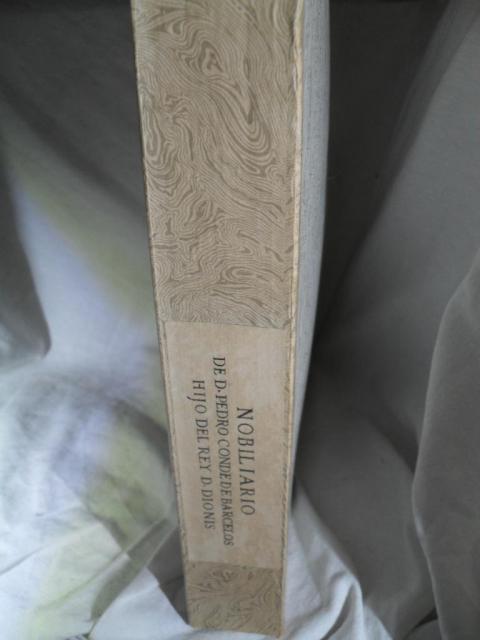 NOBILIARIO
DE D. PEDRO CONDE DE BARCELOS
HIJO DEL REY D. DIONIS